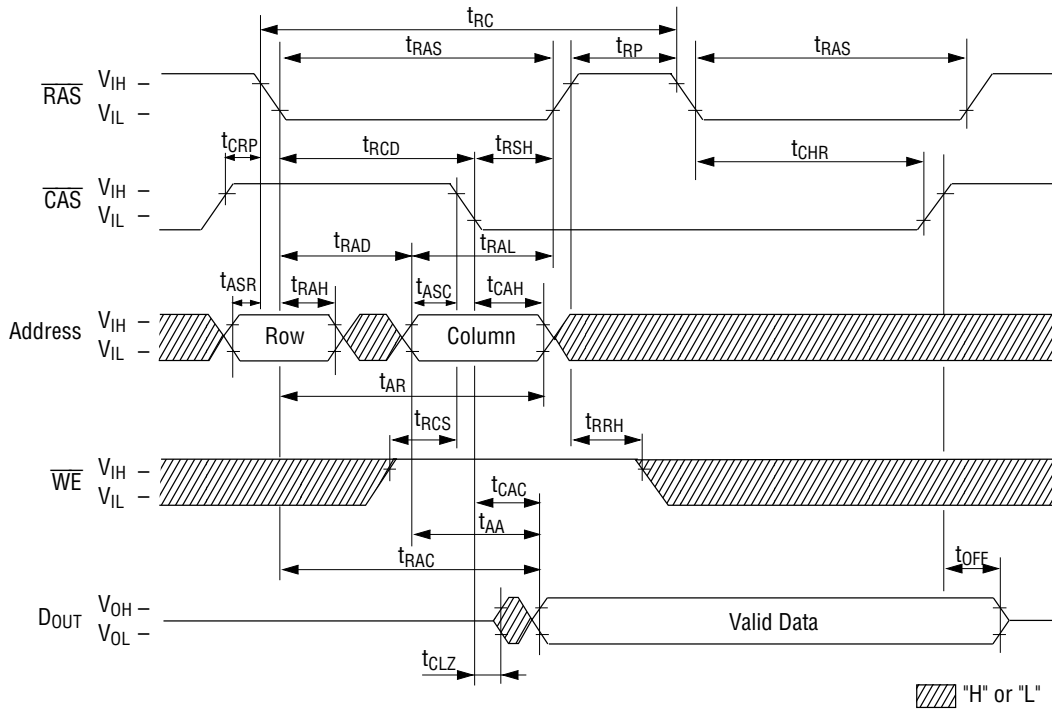 tRC
tRAS tRP tRAS
RAS VIH –
VIL –
tCRP tRCD tRSH tCHR
CAS VIH –
VIL –
tRAD tRAL
tASR tRAH tASC tCAH
Address VIH –
VIL –
Row Column
tAR
tRCS tRRH
WE VIH –
VIL –
tCAC
tAA
tRAC tOFF
DOUT VOH –
VOL –
Valid Data
tCLZ
"H" or "L"